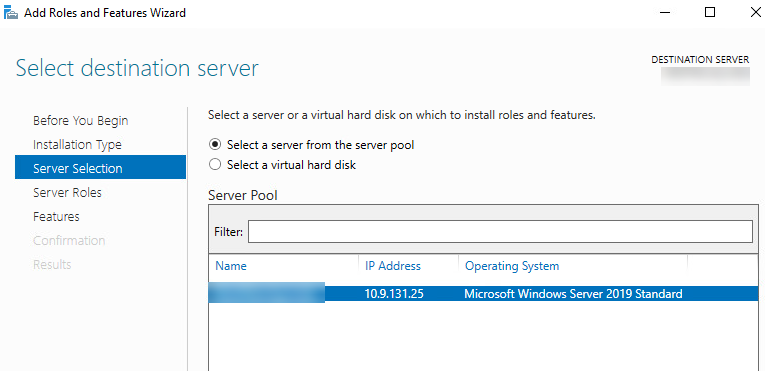 Add Roles and Features Wizard
Select destination server
DESTINATION SERVER
Before You Begin
Installation Type
Server Selection
Server Roles
Features
Confirmation
Results
Select a server or a virtual hard disk on which to install roles and features.
Select a server from the server pool
Select a virtual hard disk
Server Pool
Filter:
Name IP Address Operating System
10.9.131.25 Microsoft Windows Server 2019 Standard